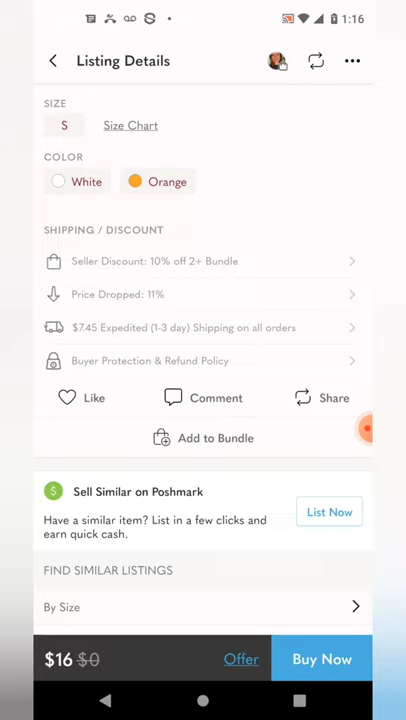 1:16
Listing Details
SIZE
S Size Chart
COLOR
White Orange
SHIPPING / DISCOUNT
Seller Discount: 10% off 2+ Bundle
Price Dropped: 11%
$7.45 Expedited (1-3 day) Shipping on all orders
Buyer Protection & Refund Policy
Like Comment Share
Add to Bundle
$ Sell Similar on Poshmark
Have a similar item? List in a few clicks and
earn quick cash.
List Now
FIND SIMILAR LISTINGS
By Size
$16 $0 Offer Buy Now